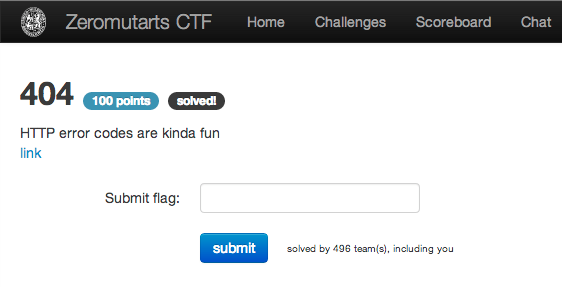 Zeromutarts CTF Home Challenges Scoreboard Chat
404 100 points solved!
HTTP error codes are kinda fun
link
Submit flag:
submit solved by 496 team(s), including you